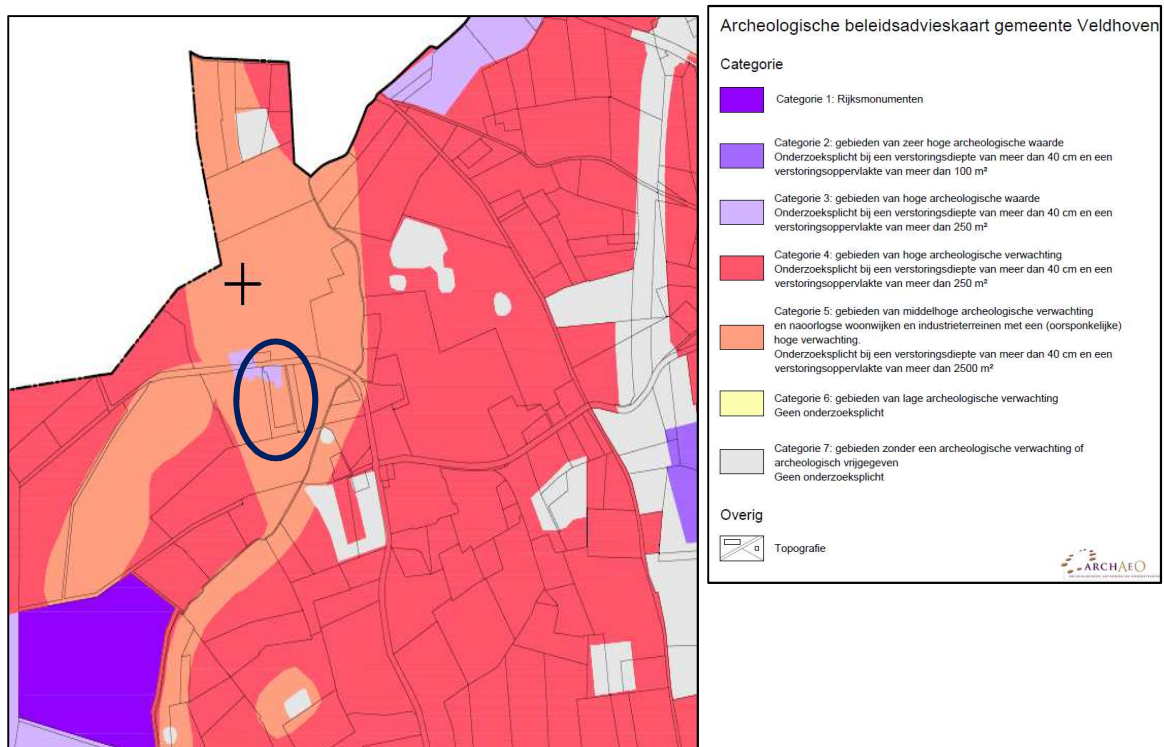 Archeologische beleidsadvieskaart gemeente Veldhoven
Categorie
Categorie 1: Rijksmonumenten
Categorie 2: gebieden van zeer hoge archeologische waarde
Onderzoeksplicht bij een verstoringsdiepte van meer dan 40 cm en een
verstoringsoppervlakte van meer dan 100 m²
Categorie 3: gebieden van hoge archeologische waarde
Onderzoeksplicht bij een verstoringsdiepte van meer dan 40 cm en een
verstoringsoppervlakte van meer dan 250 m²
Categorie 4: gebieden van hoge archeologische verwachting
Onderzoeksplicht bij een verstoringsdiepte van meer dan 40 cm en een
verstoringsoppervlakte van meer dan 250 m²
Categorie 5: gebieden van middelhoge archeologische verwachting
en naoorlogse woonwijken en industrieterreinen met een (oorsponkelijke)
hoge verwachting.
Onderzoeksplicht bij een verstoringsdiepte van meer dan 40 cm en een
verstoringsoppervlakte van meer dan 2500 m²
Categorie 6: gebieden van lage archeologische verwachting
Geen onderzoeksplicht
Categorie 7: gebieden zonder een archeologische verwachting of
archeologisch vrijgegeven
Geen onderzoeksplicht
Overig
Topografie
ARCHAEO